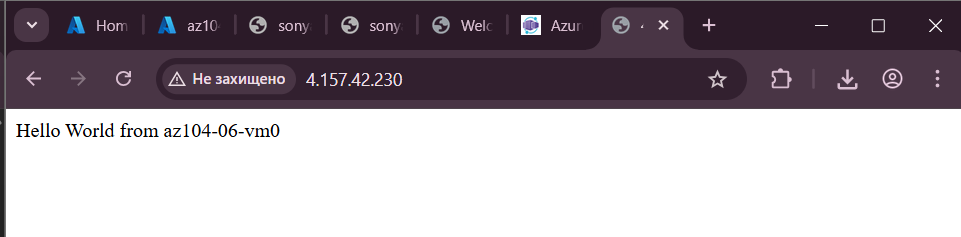 Hom
az10
sony
sony
Welc
Azur
Не захищено
4.157.42.230
Hello World from az104-06-vm0